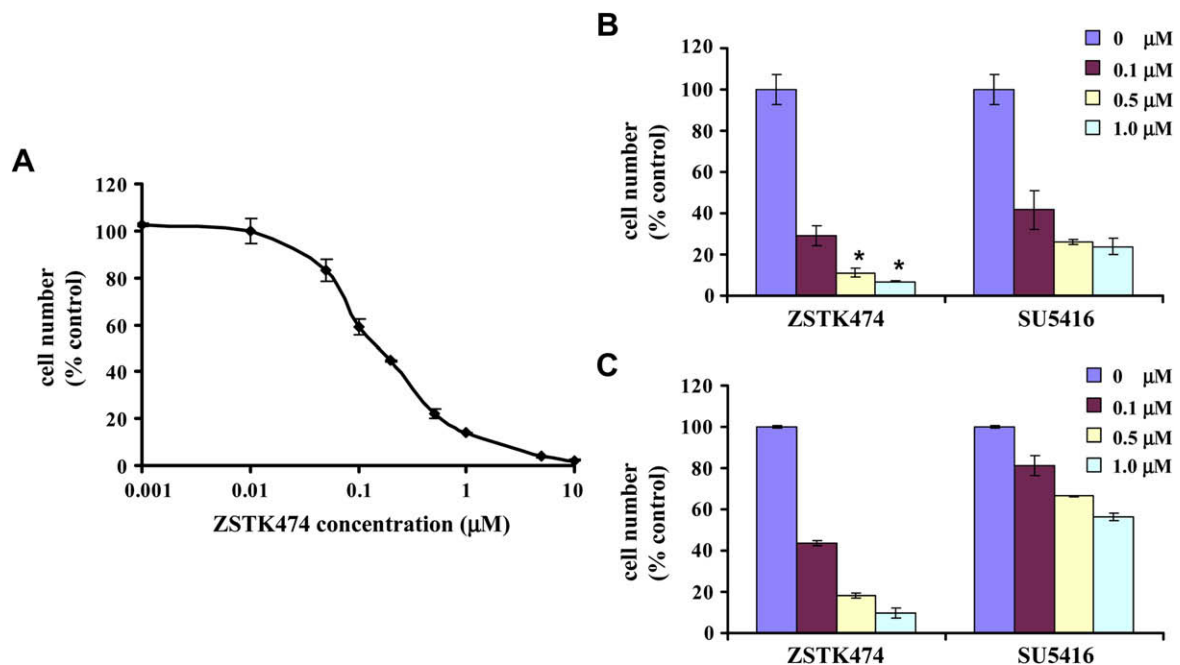 A
cell number
(% control)
120
100
80
60
40
20
0
0.001 0.01 0.1 1 10
ZSTK474 concentration (μM)
B
cell number
(% control)
120
100
80
60
40
20
0
* *
ZSTK474 SU5416
0 μM
0.1 μM
0.5 μM
1.0 μM
C
cell number
(% control)
120
100
80
60
40
20
0
ZSTK474 SU5416
0 μM
0.1 μM
0.5 μM
1.0 μM